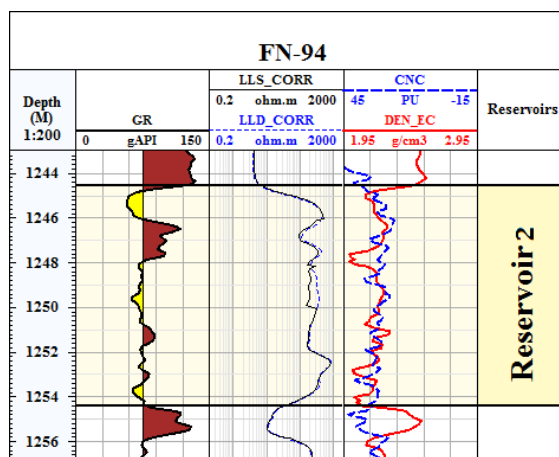 FN-94
Depth
(M)
1:200
GR
0 gAPI 150
LLS_CORR
0.2 ohm.m 2000
LLD_CORR
0.2 ohm.m 2000
CNC
45 PU -15
DEN_EC
1.95 g/cm3 2.95
Reservoirs
1244
1246
1248
1250
1252
1254
1256
Reservoir 2